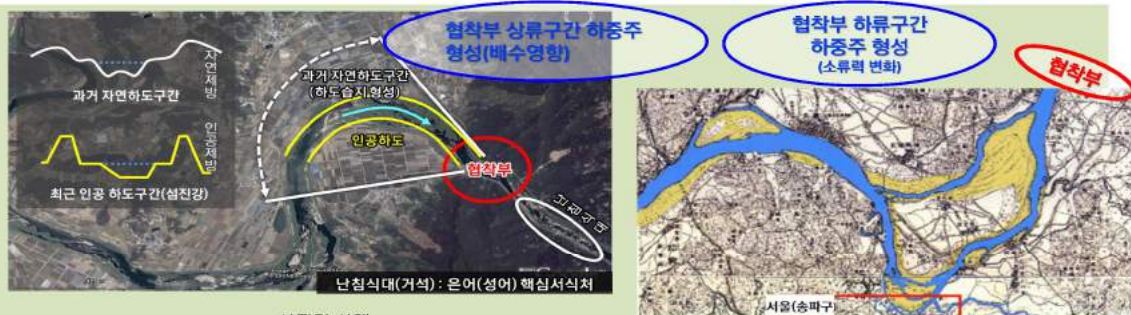 협착부 상류구간 하중주
형성(배수영향)
협착부 하류구간
하중주 형성
(소류력 변화)
협착부
자연제방
과거 자연하도구간
인공제방
최근 인공 하도구간(섬진강)
과거 자연하도구간
(하도습지 형성)
인공하도
협착부
난침식대
난침식대(거석) : 은어(성어) 핵심서식처
서울(송파구)